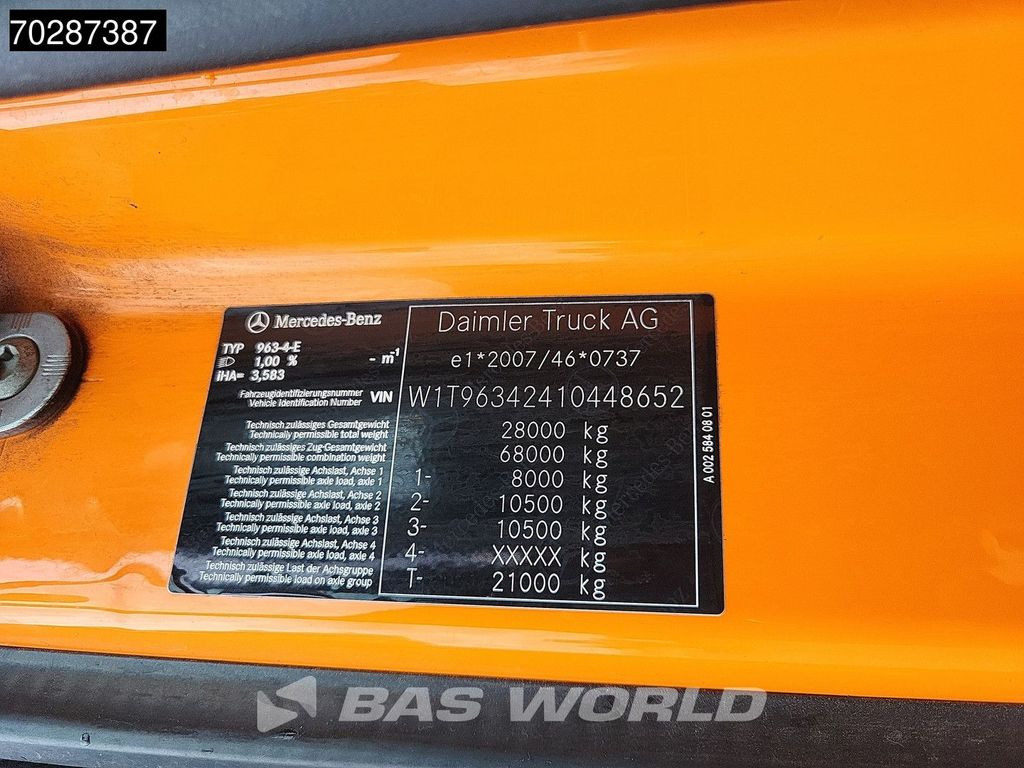 70287387
Mercedes-Benz
TYP 963-4-E
1,00 % - m⁻¹
iHA= 3,583
Fahrzeugidentifizierungsnummer
Vehicle Identification Number VIN
Daimler Truck AG
e1*2007/46*0737
W1T96342410448652
Technisch zulässiges Gesamtgewicht
Technically permissible total weight 28000 kg
Technisch zulässiges Zug-Gesamtgewicht
Technically permissible combination weight 68000 kg
Technisch zulässige Achslast, Achse 1
Technically permissible axle load, axle 1 1- 8000 kg
Technisch zulässige Achslast, Achse 2
Technically permissible axle load, axle 2 2- 10500 kg
Technisch zulässige Achslast, Achse 3
Technically permissible axle load, axle 3 3- 10500 kg
Technisch zulässige Achslast, Achse 4
Technically permissible axle load, axle 4 4- XXXXX kg
Technisch zulässige Last der Achsgruppe
Technically permissible load on axle group T- 21000 kg
A 002 584 08 01
BAS WORLD